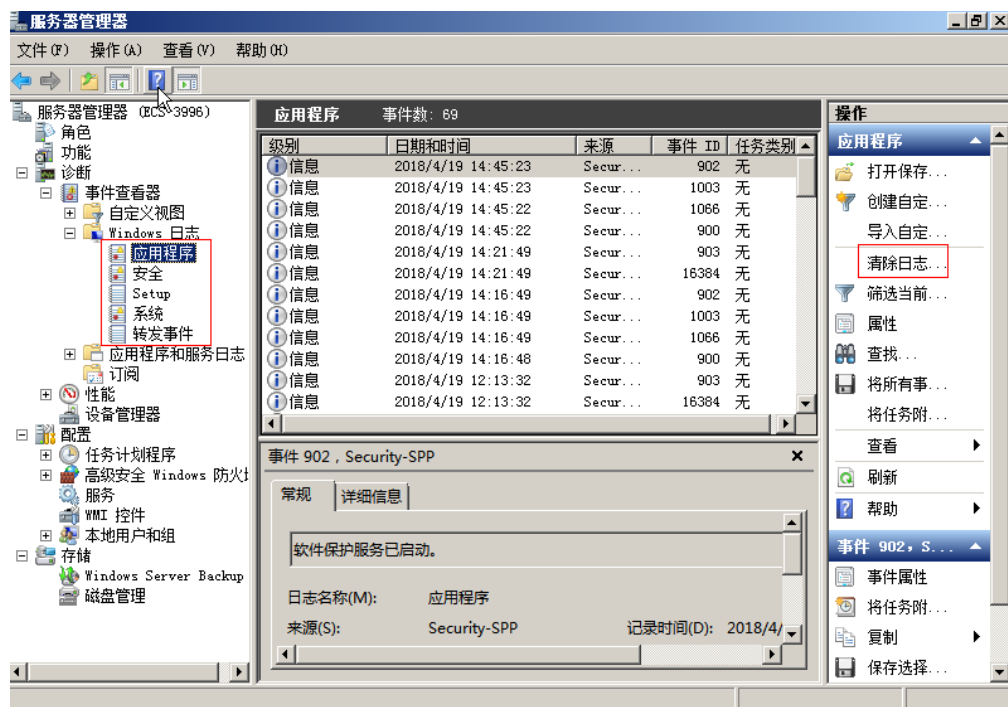 服务器管理器
文件(F) 操作(A) 查看(V) 帮助(H)
服务器管理器 (ECS-3996)
角色
功能
诊断
事件查看器
自定义视图
Windows 日志
应用程序
安全
Setup
系统
转发事件
应用程序和服务日志
订阅
性能
设备管理器
配置
任务计划程序
高级安全 Windows 防火
服务
WMI 控件
本地用户和组
存储
Windows Server Backup
磁盘管理
应用程序 事件数: 69
级别 日期和时间 来源 事件 ID 任务类别
信息 2018/4/19 14:45:23 Secur... 902 无
信息 2018/4/19 14:45:23 Secur... 1003 无
信息 2018/4/19 14:45:22 Secur... 1066 无
信息 2018/4/19 14:45:22 Secur... 900 无
信息 2018/4/19 14:21:49 Secur... 903 无
信息 2018/4/19 14:21:49 Secur... 16384 无
信息 2018/4/19 14:16:49 Secur... 902 无
信息 2018/4/19 14:16:49 Secur... 1003 无
信息 2018/4/19 14:16:49 Secur... 1066 无
信息 2018/4/19 14:16:48 Secur... 900 无
信息 2018/4/19 12:13:32 Secur... 903 无
信息 2018/4/19 12:13:32 Secur... 16384 无
事件 902，Security-SPP
常规 详细信息
软件保护服务已启动。
日志名称(M): 应用程序
来源(S): Security-SPP 记录时间(D): 2018/4/
操作
应用程序
打开保存...
创建自定...
导入自定...
清除日志...
筛选当前...
属性
查找...
将所有事...
将任务附...
查看
刷新
帮助
事件 902，S...
事件属性
将任务附...
复制
保存选择...